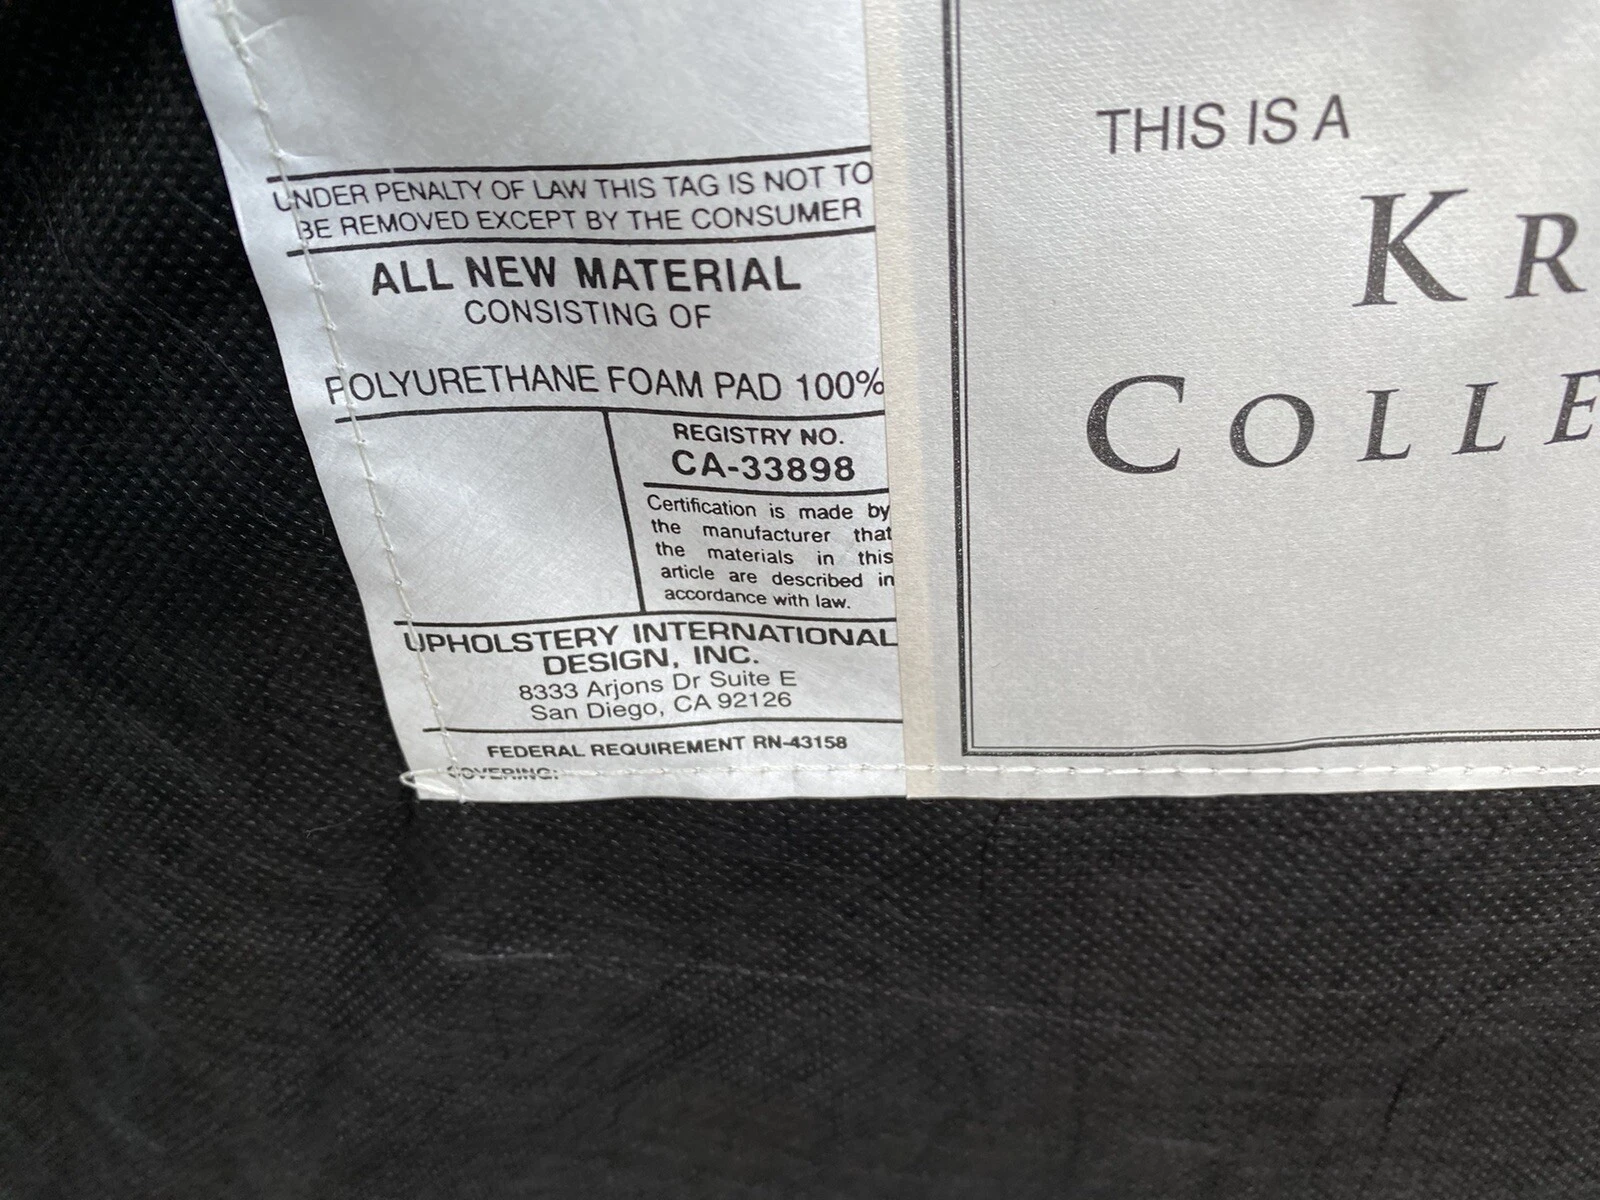 UNDER PENALTY OF LAW THIS TAG IS NOT TO
BE REMOVED EXCEPT BY THE CONSUMER
ALL NEW MATERIAL
CONSISTING OF
POLYURETHANE FOAM PAD 100%
REGISTRY NO.
CA-33898
Certification is made by
the manufacturer that
the materials in this
article are described in
accordance with law.
UPHOLSTERY INTERNATIONAL
DESIGN, INC.
8333 Arjons Dr Suite E
San Diego, CA 92126
FEDERAL REQUIREMENT RN-43158
COVERING:
THIS IS A
KR
COLLE